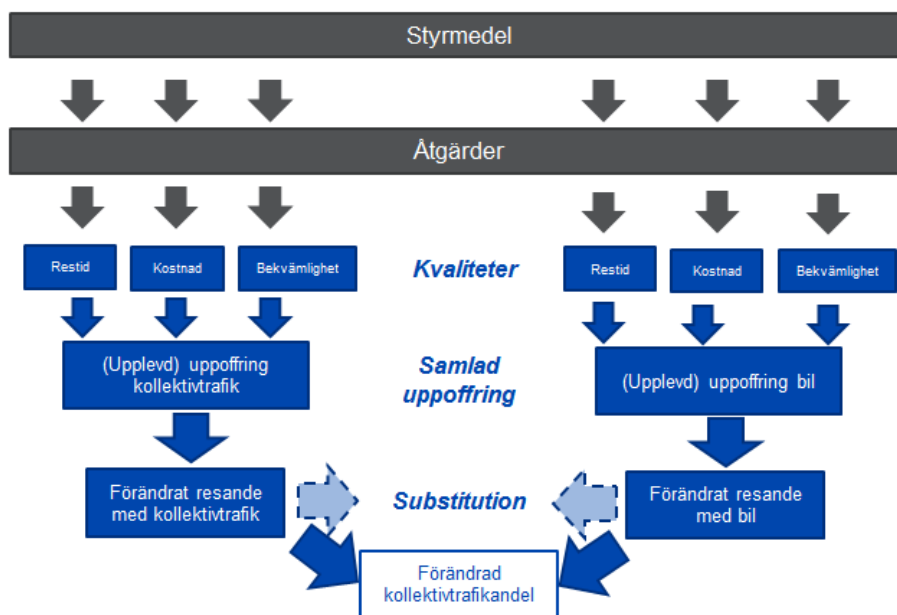 Styrmedel
Åtgärder
Restid
Kostnad
Bekvämlighet
Kvaliteter
Restid
Kostnad
Bekvämlighet
(Upplevd) uppoffring
kollektivtrafik
Samlad
uppoffring
(Upplevd) uppoffring bil
Förändrat resande
med kollektivtrafik
Substitution
Förändrat resande
med bil
Förändrad
kollektivtrafikandel